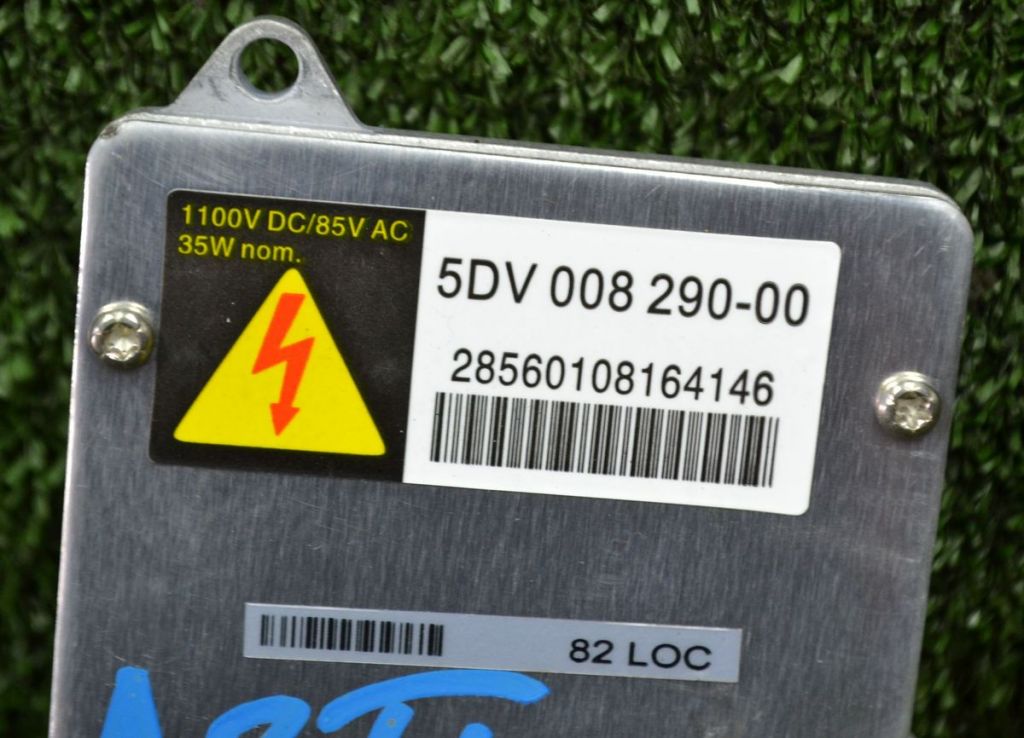 1100V DC/85V AC
35W nom.
5DV 008 290-00
28560108164146
82 LOC